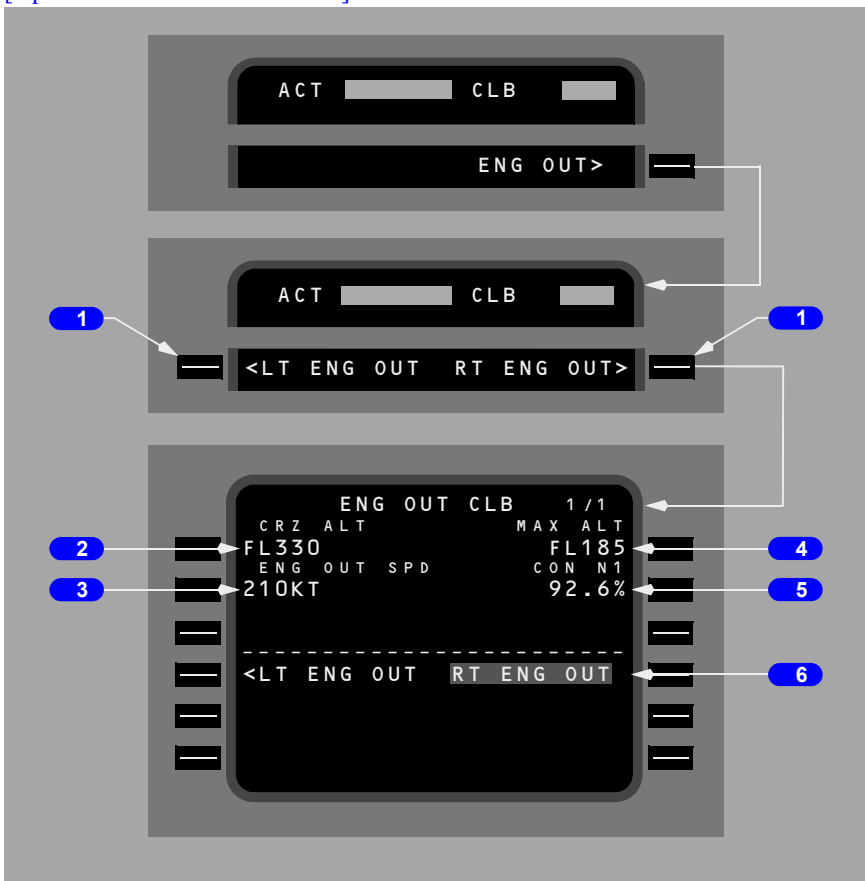 ACT CLB
ENG OUT>
ACT CLB
1 1
<LT ENG OUT RT ENG OUT>
ENG OUT CLB 1/1
CRZ ALT MAX ALT
2 FL330 FL185 4
ENG OUT SPD CON N1
3 210KT 92.6% 5
------------------------
<LT ENG OUT RT ENG OUT 6